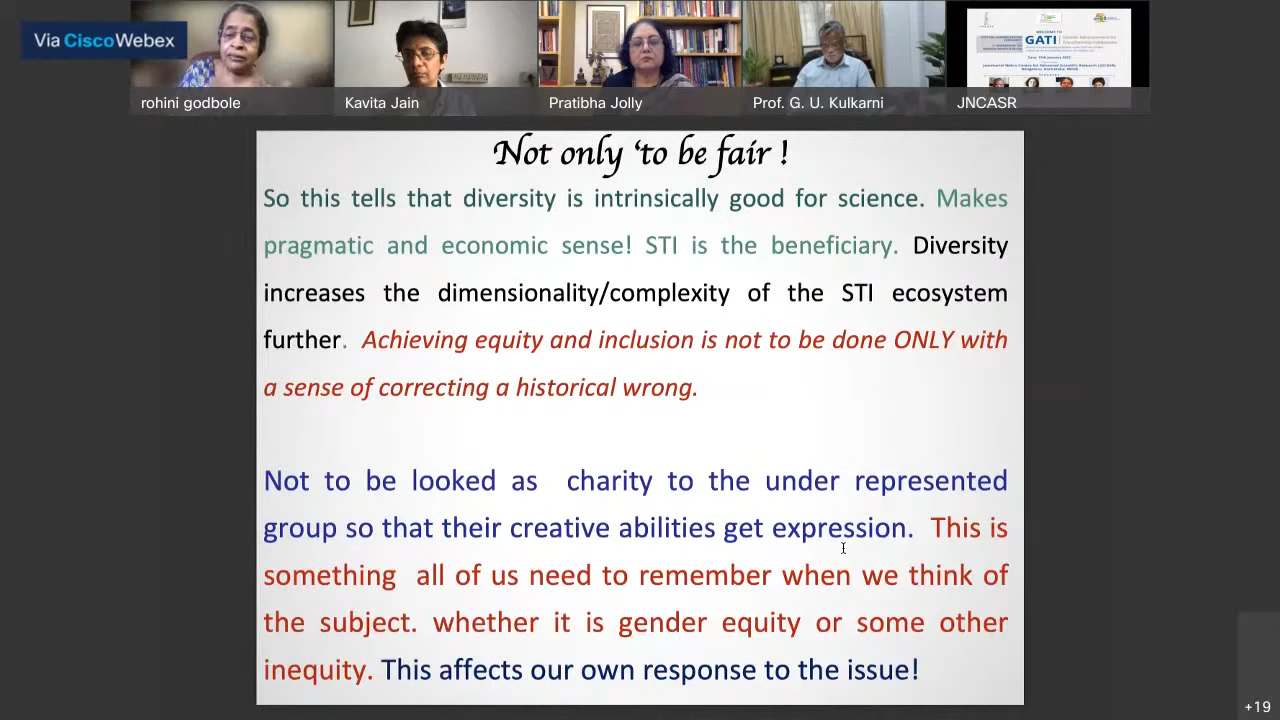 Via Cisco Webex
rohini godbole
Kavita Jain
Pratibha Jolly
Prof. G. U. Kulkarni
WELCOME TO
GATI
JNCASR
Not only ‘to be fair !
So this tells that diversity is intrinsically good for science. Makes
pragmatic and economic sense! STI is the beneficiary. Diversity
increases the dimensionality/complexity of the STI ecosystem
further. Achieving equity and inclusion is not to be done ONLY with
a sense of correcting a historical wrong.
Not to be looked as charity to the under represented
group so that their creative abilities get expression. This is
something all of us need to remember when we think of
the subject. whether it is gender equity or some other
inequity. This affects our own response to the issue!
+19